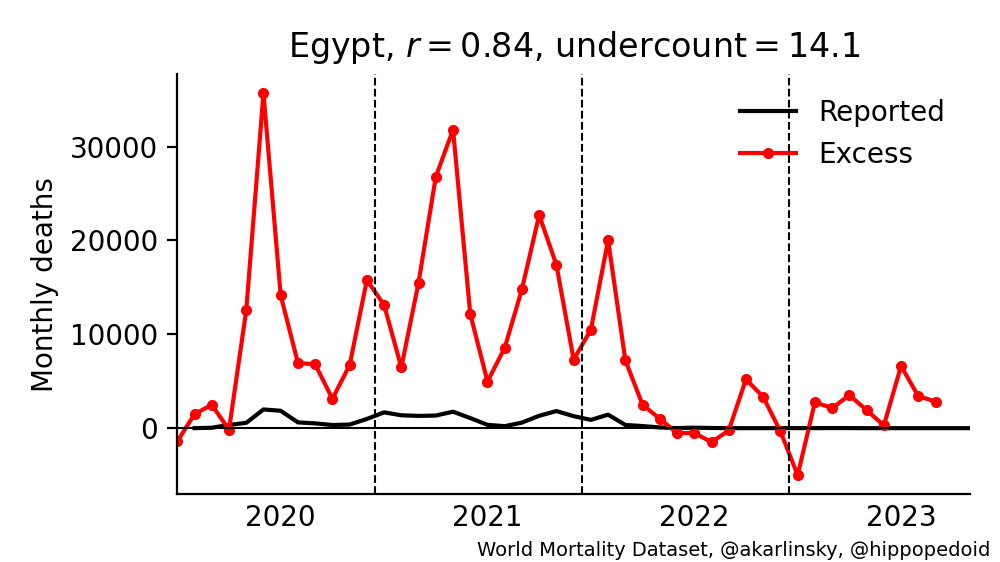 Egypt, r = 0.84, undercount = 14.1
Reported
Excess
Monthly deaths
30000
20000
10000
0
2020 2021 2022 2023
World Mortality Dataset, @akarlinsky, @hippopedoid